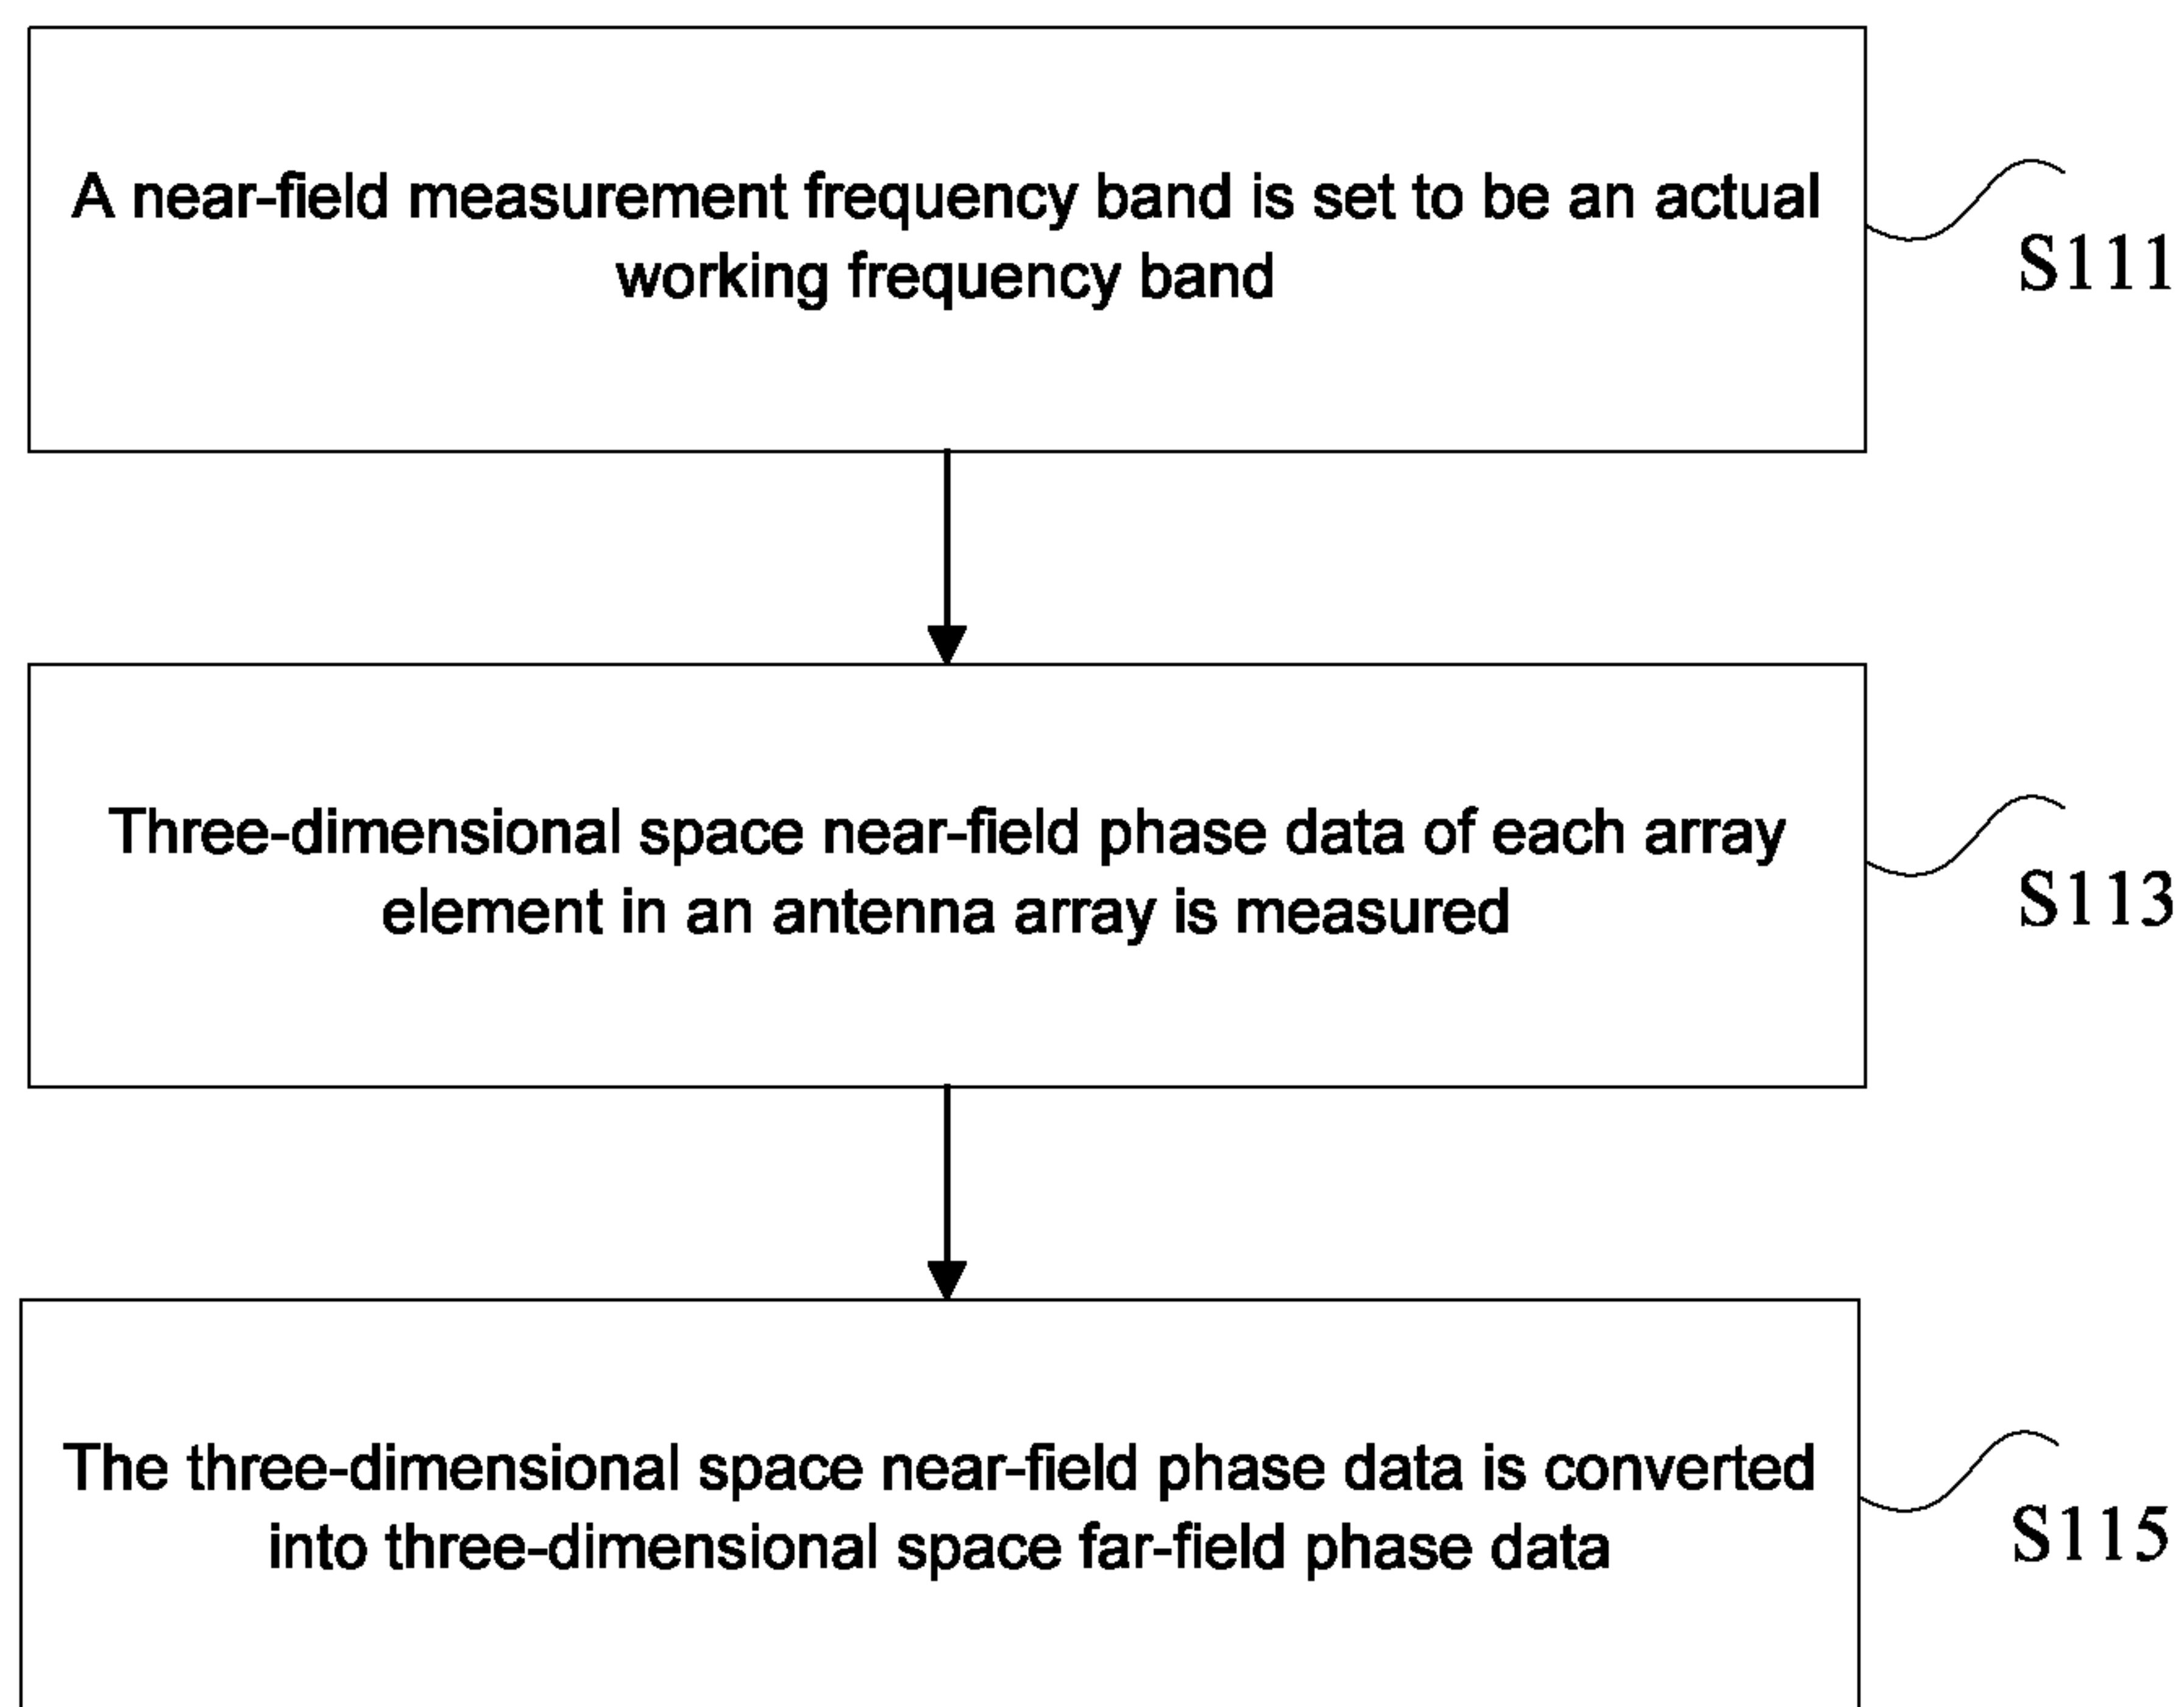 A near-field measurement frequency band is set to be an actual
working frequency band
S111
Three-dimensional space near-field phase data of each array
element in an antenna array is measured
S113
The three-dimensional space near-field phase data is converted
into three-dimensional space far-field phase data
S115